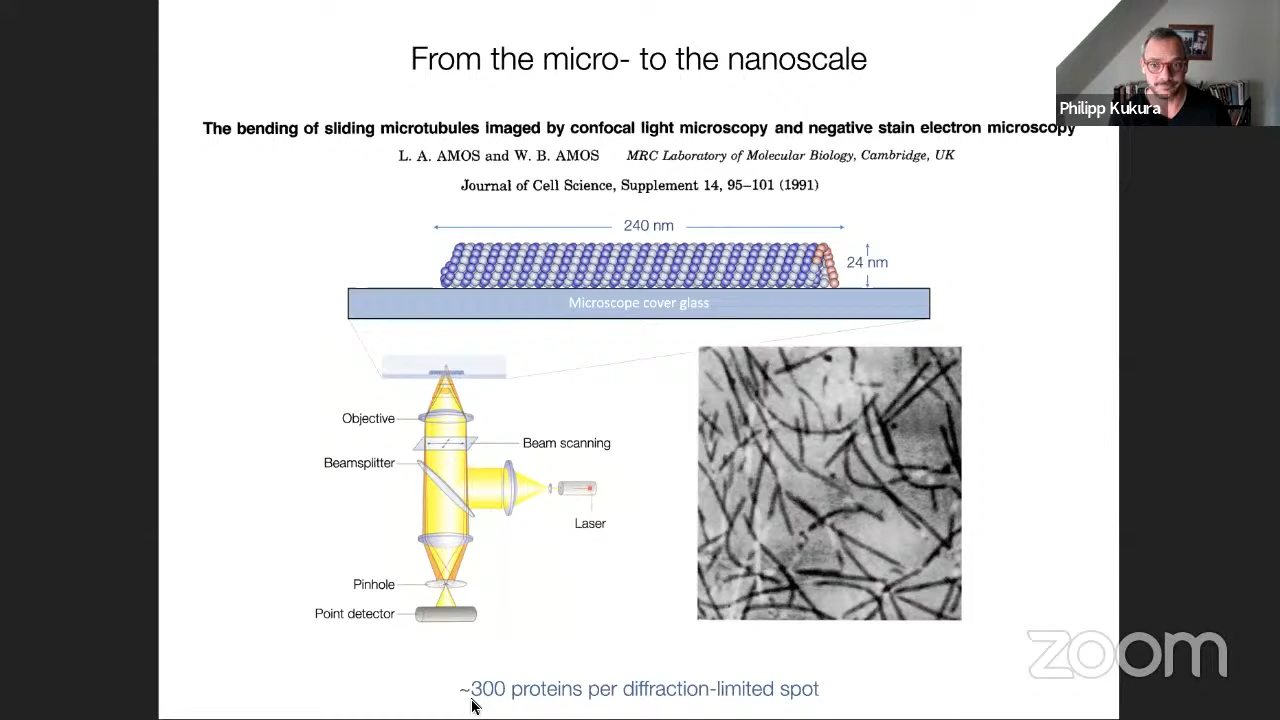 From the micro- to the nanoscale
Philipp Kukura
The bending of sliding microtubules imaged by confocal light microscopy and negative stain electron microscopy
L. A. AMOS and W. B. AMOS MRC Laboratory of Molecular Biology, Cambridge, UK
Journal of Cell Science, Supplement 14, 95–101 (1991)
240 nm
24 nm
Microscope cover glass
Objective
Beam scanning
Beamsplitter
Laser
Pinhole
Point detector
zoom
~300 proteins per diffraction-limited spot